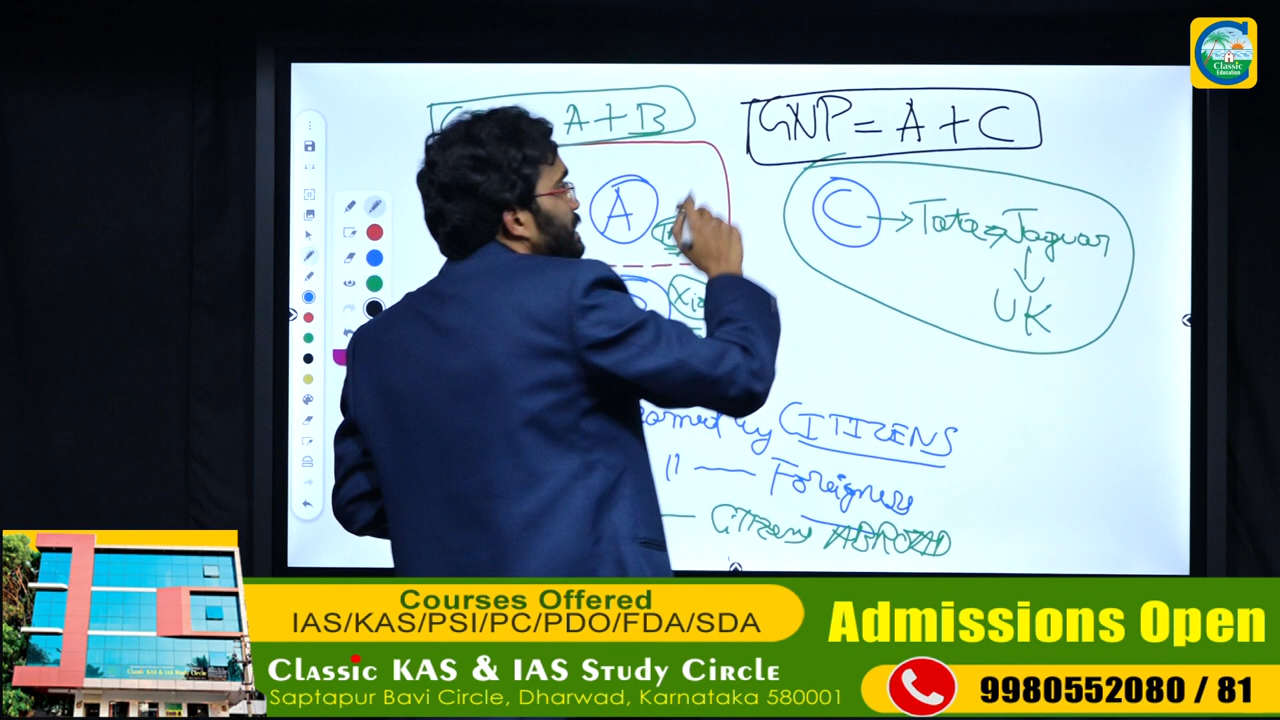 Classic
Education
A + B
GNP = A + C
A
C → Tata → Jaguar
UK
by CITIZENS
〃 — Foreigners
— Citizens ABROAD
Courses Offered
IAS/KAS/PSI/PC/PDO/FDA/SDA
Classic KAS & IAS Study Circle
Saptapur Bavi Circle, Dharwad, Karnataka 580001
Admissions Open
9980552080 / 81